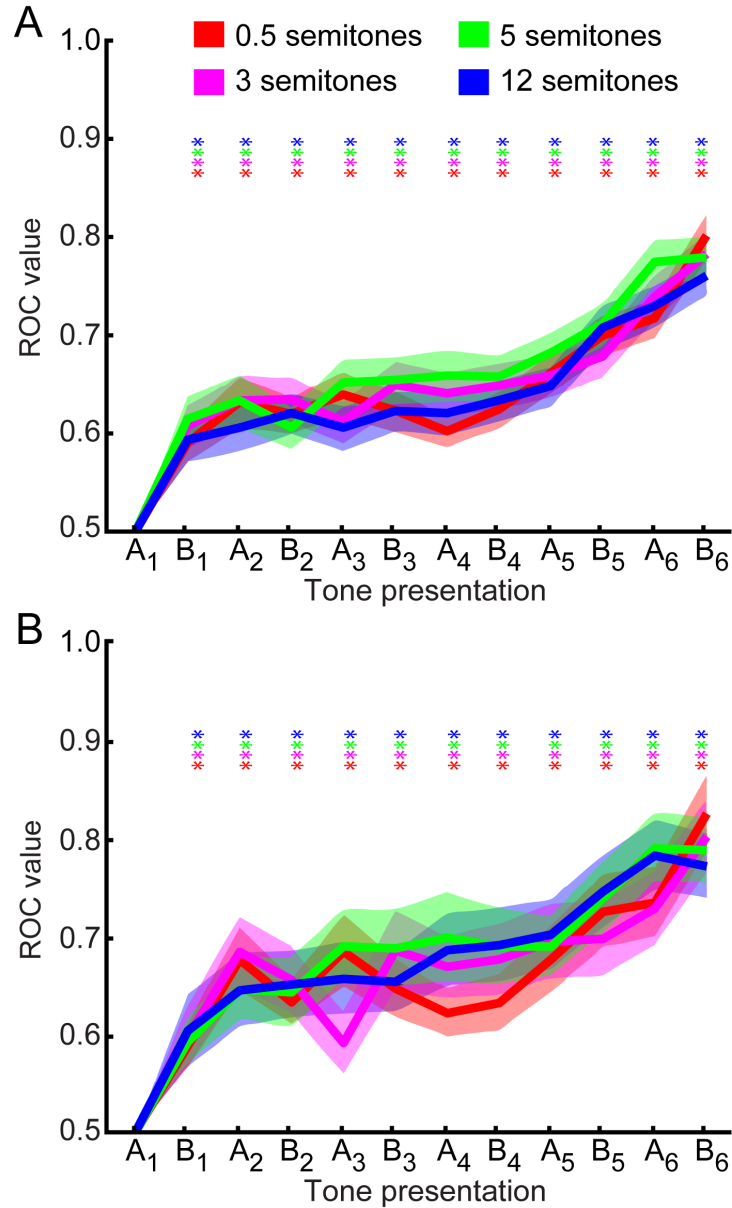 A
0.5 semitones
5 semitones
3 semitones
12 semitones
1.0
0.9
0.8
0.7
0.6
0.5
ROC value
A1 B1 A2 B2 A3 B3 A4 B4 A5 B5 A6 B6
Tone presentation
B
1.0
0.9
0.8
0.7
0.6
0.5
ROC value
A1 B1 A2 B2 A3 B3 A4 B4 A5 B5 A6 B6
Tone presentation